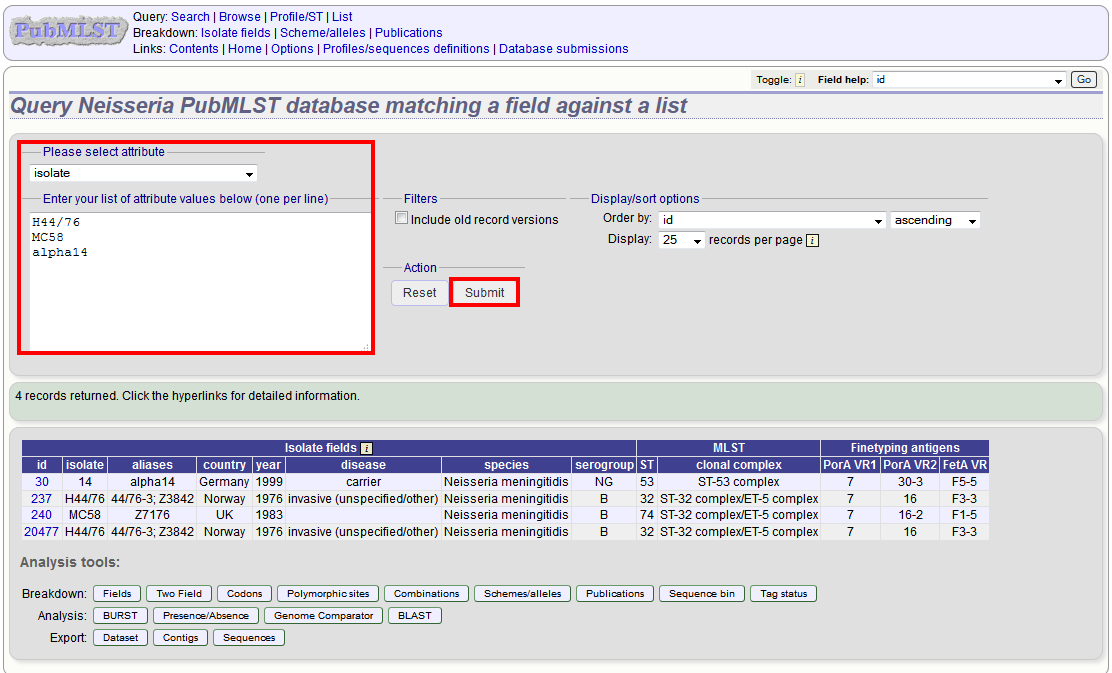 PubMLST
Query: Search | Browse | Profile/ST | List
Breakdown: Isolate fields | Scheme/alleles | Publications
Links: Contents | Home | Options | Profiles/sequences definitions | Database submissions
Toggle: i Field help: id Go
Query Neisseria PubMLST database matching a field against a list
Please select attribute
isolate
Enter your list of attribute values below (one per line)
H44/76
MC58
alpha14
Filters
Include old record versions
Action
Reset Submit
Display/sort options
Order by: id ascending
Display: 25 records per page i
4 records returned. Click the hyperlinks for detailed information.
Isolate fields i MLST Finetyping antigens
id isolate aliases country year disease species serogroup ST clonal complex PorA VR1 PorA VR2 FetA VR
30 14 alpha14 Germany 1999 carrier Neisseria meningitidis NG 53 ST-53 complex 7 30-3 F5-5
237 H44/76 44/76-3; Z3842 Norway 1976 invasive (unspecified/other) Neisseria meningitidis B 32 ST-32 complex/ET-5 complex 7 16 F3-3
240 MC58 Z7176 UK 1983 Neisseria meningitidis B 74 ST-32 complex/ET-5 complex 7 16-2 F1-5
20477 H44/76 44/76-3; Z3842 Norway 1976 invasive (unspecified/other) Neisseria meningitidis B 32 ST-32 complex/ET-5 complex 7 16 F3-3
Analysis tools:
Breakdown: Fields Two Field Codons Polymorphic sites Combinations Schemes/alleles Publications Sequence bin Tag status
Analysis: BURST Presence/Absence Genome Comparator BLAST
Export: Dataset Contigs Sequences